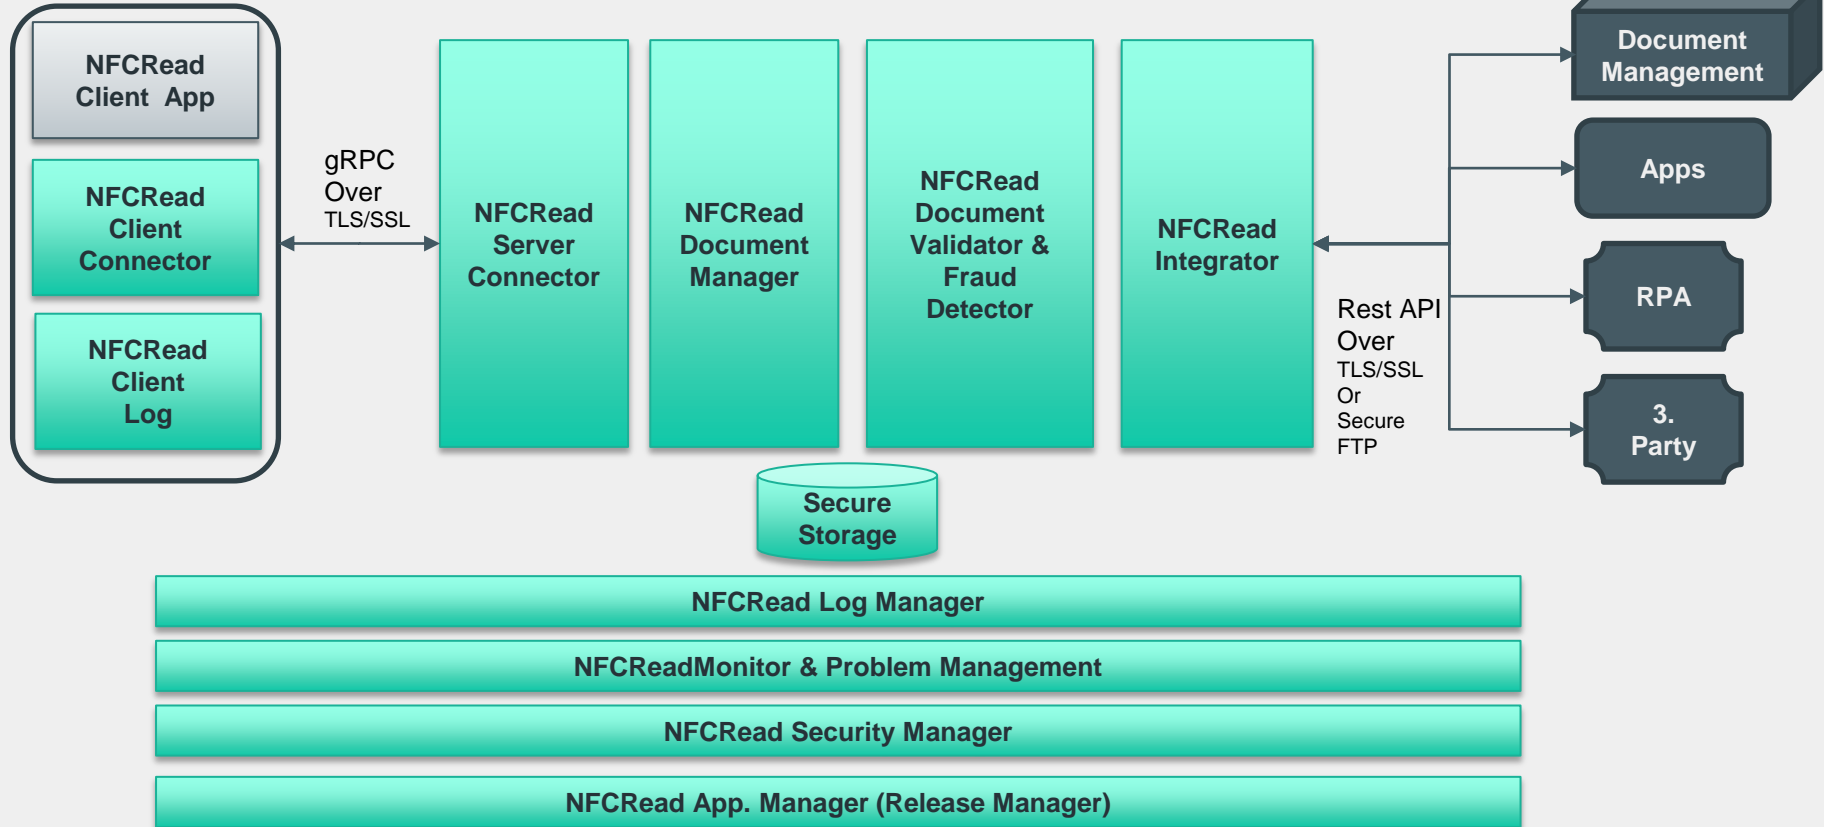 NFCRead
Client App
NFCRead
Client
Connector
NFCRead
Client
Log
gRPC
Over
TLS/SSL
NFCRead
Server
Connector
NFCRead
Document
Manager
NFCRead
Document
Validator &
Fraud
Detector
NFCRead
Integrator
Rest API
Over
TLS/SSL
Or
Secure
FTP
Document
Management
Apps
RPA
3.
Party
Secure
Storage
NFCRead Log Manager
NFCReadMonitor & Problem Management
NFCRead Security Manager
NFCRead App. Manager (Release Manager)